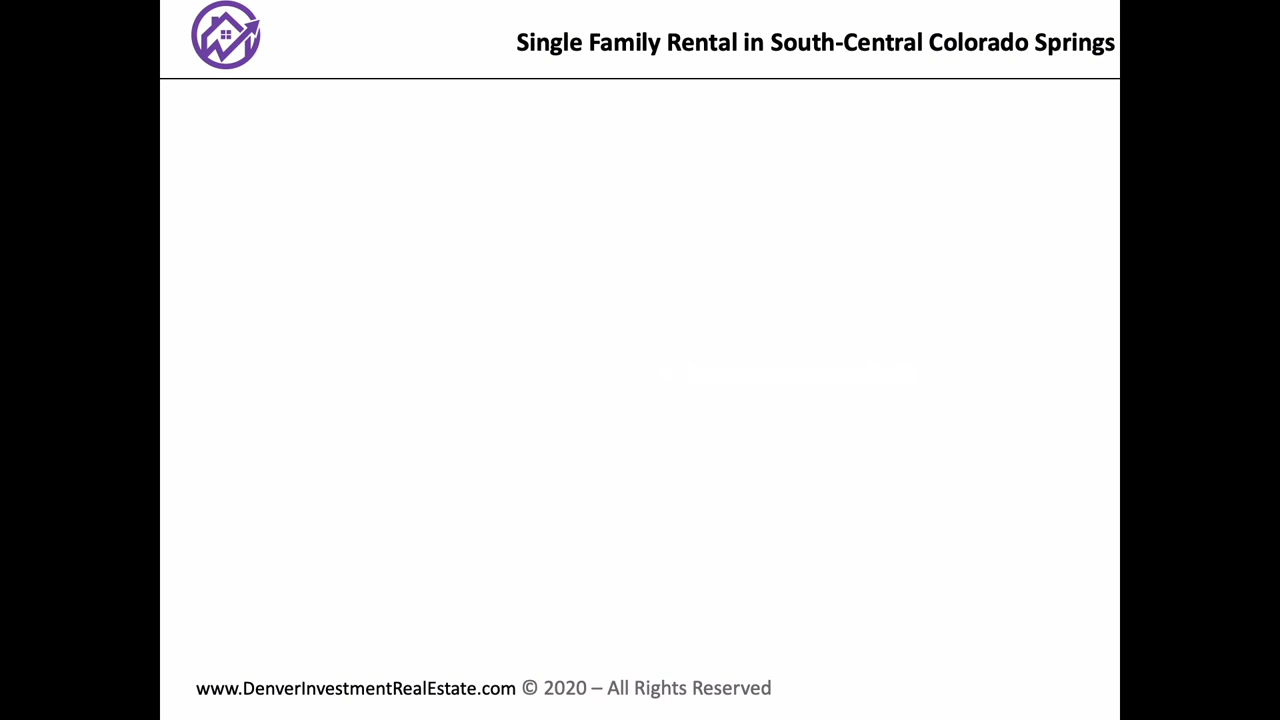 Single Family Rental in South-Central Colorado Springs
www.DenverInvestmentRealEstate.com © 2020 – All Rights Reserved